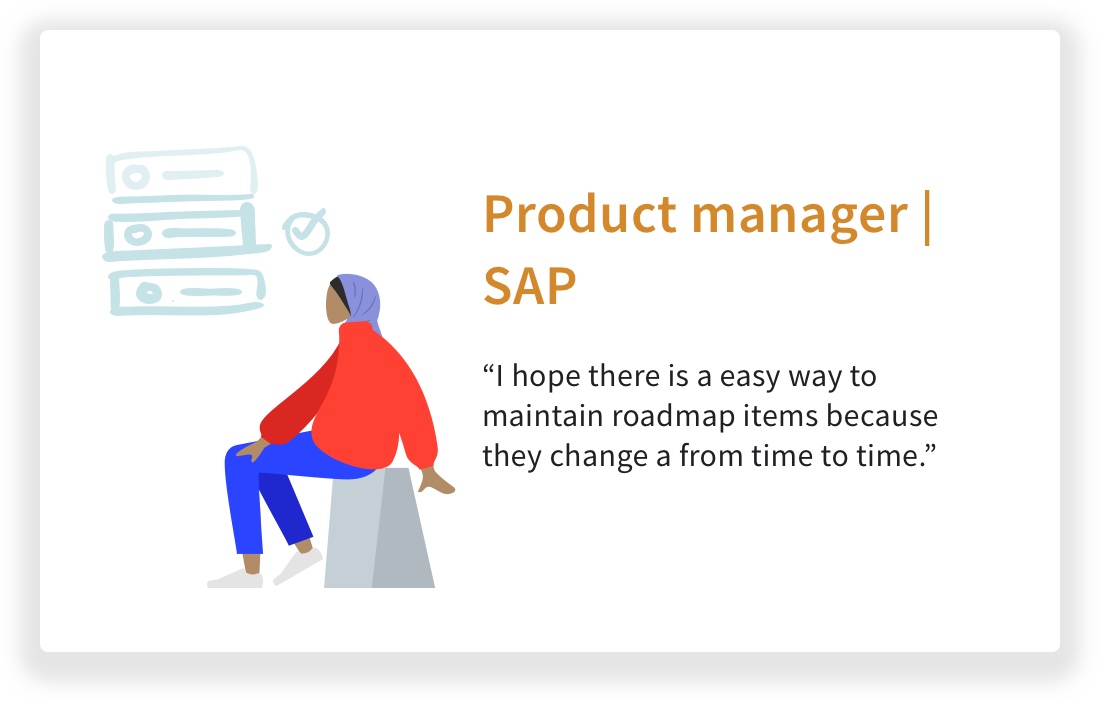 Product manager |
SAP
“I hope there is a easy way to
maintain roadmap items because
they change a from time to time.”